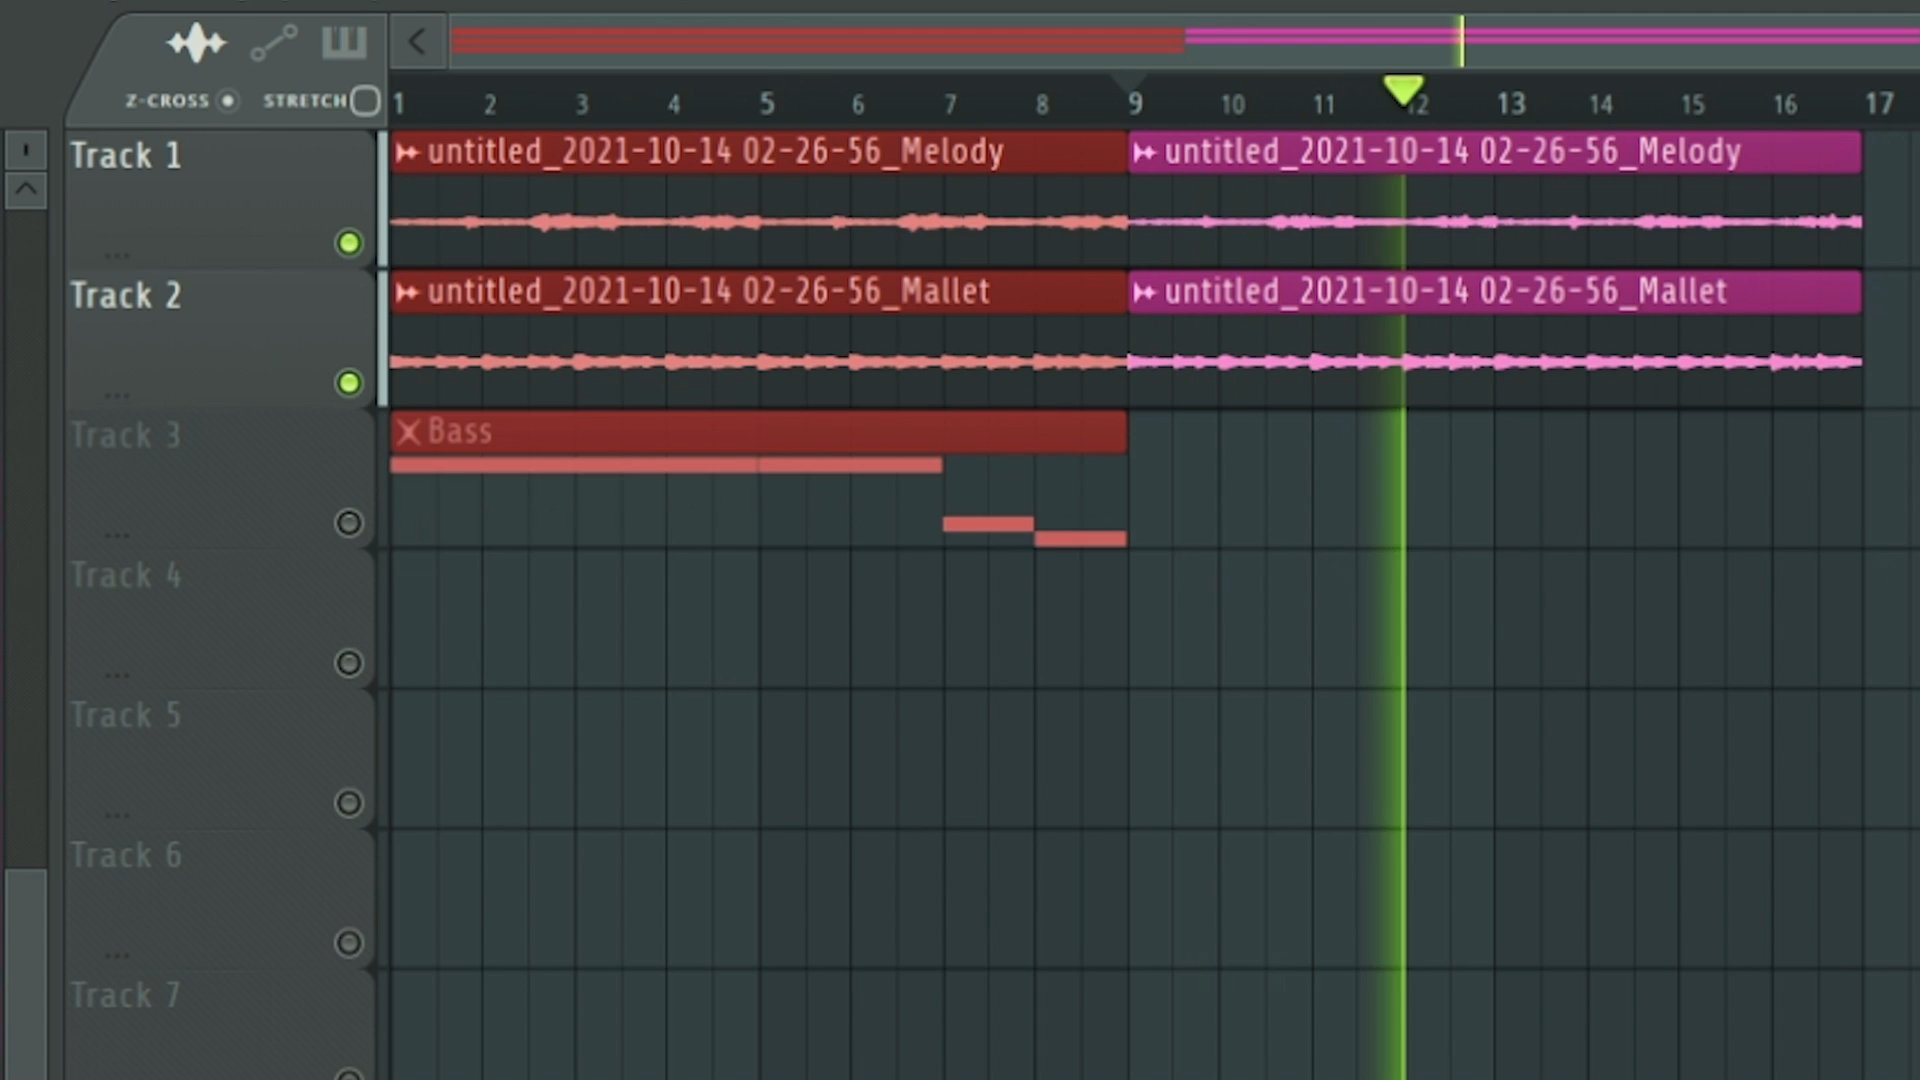 Z-CROSS STRETCH
1 2 3 4 5 6 7 8 9 10 11 12 13 14 15 16 17
Track 1
untitled_2021-10-14 02-26-56_Melody untitled_2021-10-14 02-26-56_Melody
...
Track 2
untitled_2021-10-14 02-26-56_Mallet untitled_2021-10-14 02-26-56_Mallet
...
Track 3
Bass
...
Track 4
...
Track 5
...
Track 6
...
Track 7